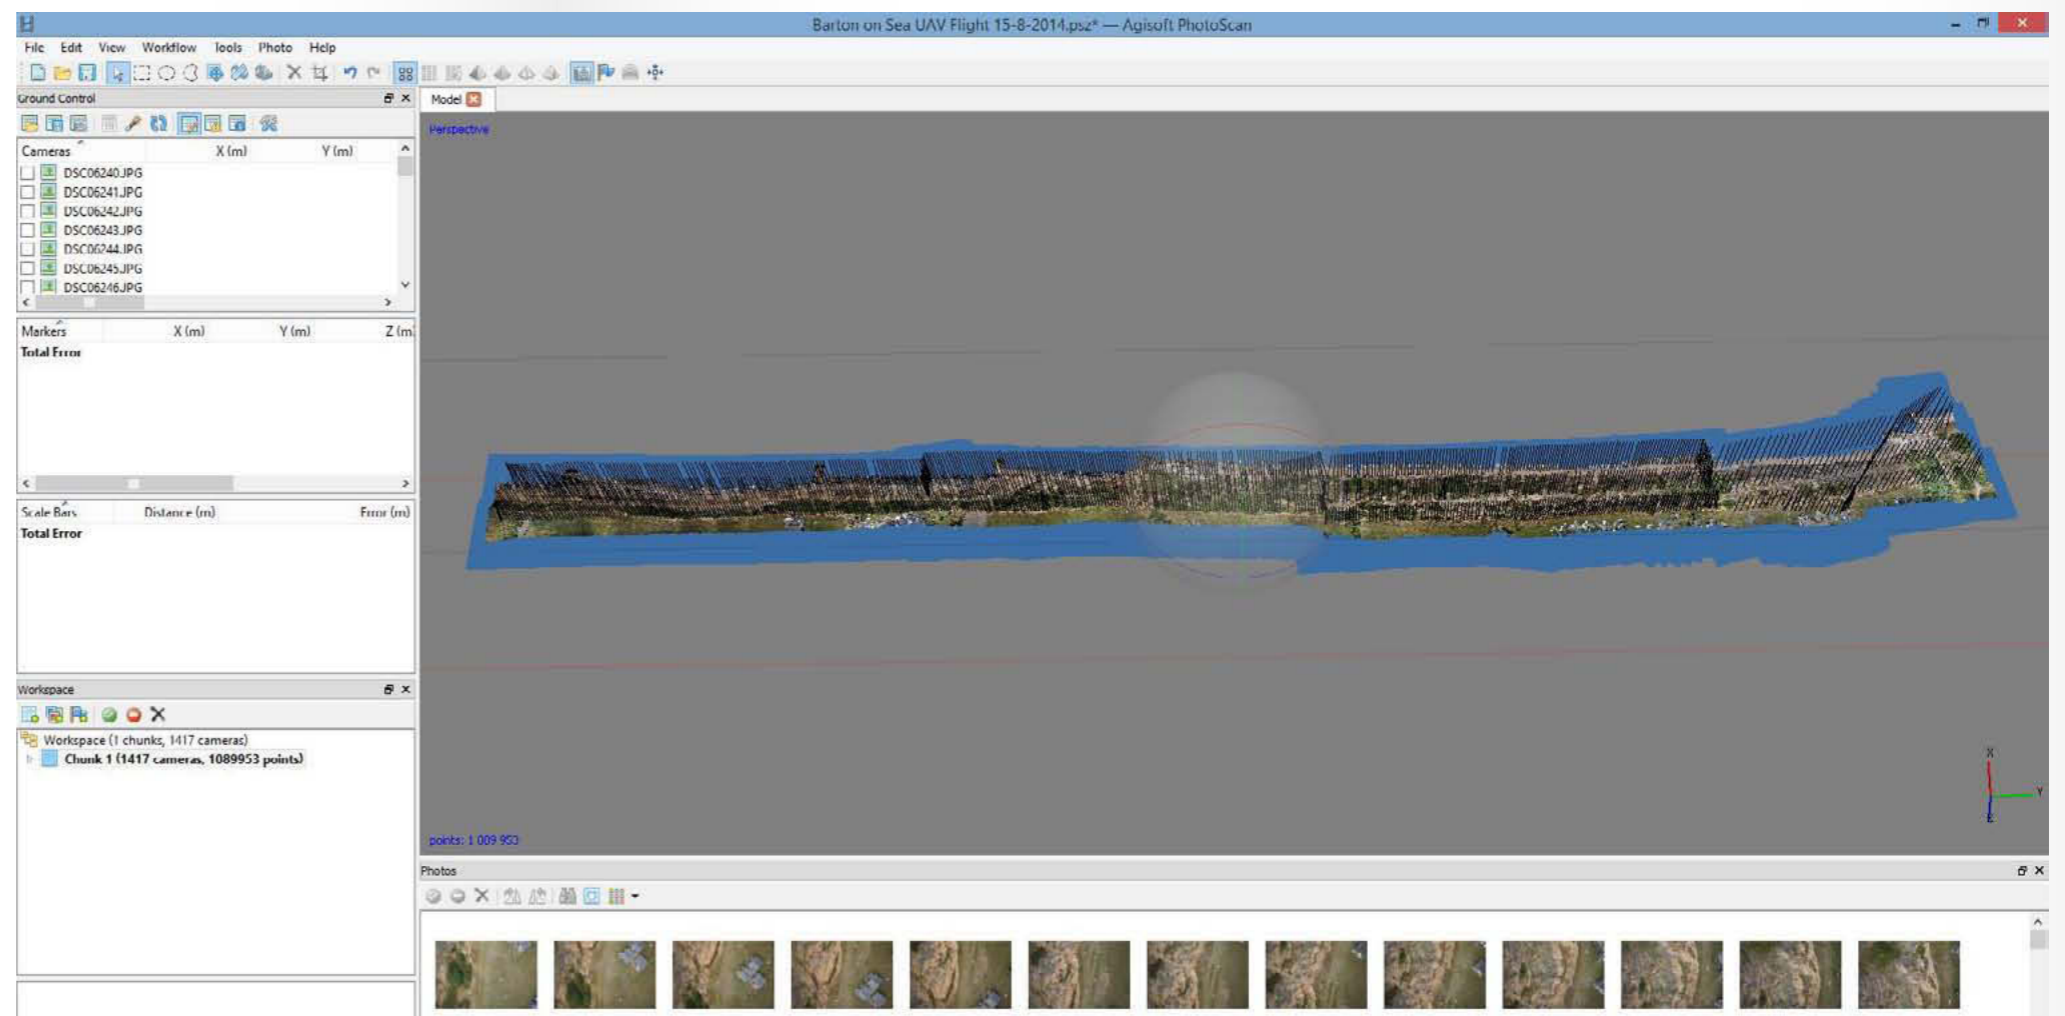 Barton on Sea UAV Flight 15-8-2014.psz* — Agisoft PhotoScan
File Edit View Workflow Tools Photo Help
Ground Control
Model
Perspective
Cameras X (m) Y (m)
DSC06240.JPG
DSC06241.JPG
DSC06242.JPG
DSC06243.JPG
DSC06244.JPG
DSC06245.JPG
DSC06246.JPG
Markers X (m) Y (m) Z (m)
Total Error
Scale Bars Distance (m) Error (m)
Total Error
Workspace
Workspace (1 chunks, 1417 cameras)
Chunk 1 (1417 cameras, 1089953 points)
X
Y
Z
points: 1 089 953
Photos